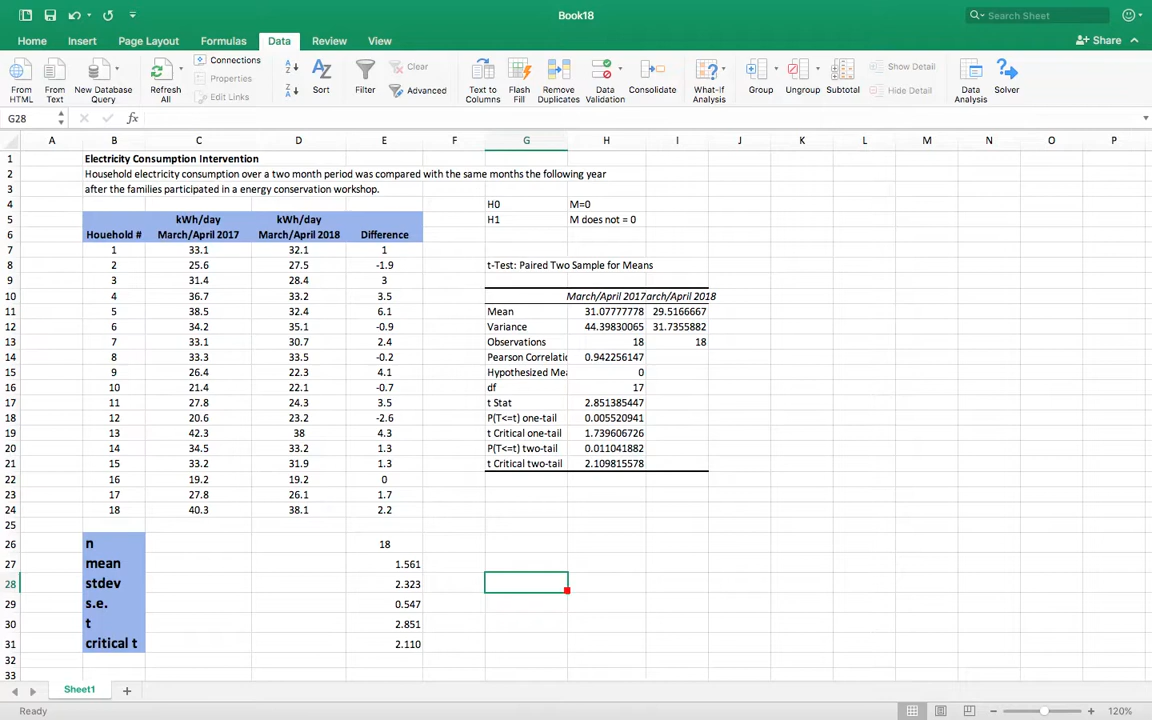 Book18
Search Sheet
Home Insert Page Layout Formulas Data Review View
Share
From HTML
From Text
New Database Query
Refresh All
Connections
Properties
Edit Links
Sort
Filter
Clear
Advanced
Text to Columns
Flash Fill
Remove Duplicates
Data Validation
Consolidate
What-If Analysis
Group
Ungroup
Subtotal
Show Detail
Hide Detail
Data Analysis
Solver
G28 fx
A B C D E F G H I J K L M N O P
1 Electricity Consumption Intervention
2 Household electricity consumption over a two month period was compared with the same months the following year
3 after the families participated in a energy conservation workshop.
4 H0 M=0
5 kWh/day kWh/day H1 M does not = 0
6 Houehold # March/April 2017 March/April 2018 Difference
7 1 33.1 32.1 1
8 2 25.6 27.5 -1.9 t-Test: Paired Two Sample for Means
9 3 31.4 28.4 3
10 4 36.7 33.2 3.5 March/April 2017 arch/April 2018
11 5 38.5 32.4 6.1 Mean 31.07777778 29.5166667
12 6 34.2 35.1 -0.9 Variance 44.39830065 31.7355882
13 7 33.1 30.7 2.4 Observations 18 18
14 8 33.3 33.5 -0.2 Pearson Correlatic 0.942256147
15 9 26.4 22.3 4.1 Hypothesized Mea 0
16 10 21.4 22.1 -0.7 df 17
17 11 27.8 24.3 3.5 t Stat 2.851385447
18 12 20.6 23.2 -2.6 P(T<=t) one-tail 0.005520941
19 13 42.3 38 4.3 t Critical one-tail 1.739606726
20 14 34.5 33.2 1.3 P(T<=t) two-tail 0.011041882
21 15 33.2 31.9 1.3 t Critical two-tail 2.109815578
22 16 19.2 19.2 0
23 17 27.8 26.1 1.7
24 18 40.3 38.1 2.2
25
26 n 18
27 mean 1.561
28 stdev 2.323
29 s.e. 0.547
30 t 2.851
31 critical t 2.110
32
33
Sheet1
Ready 120%